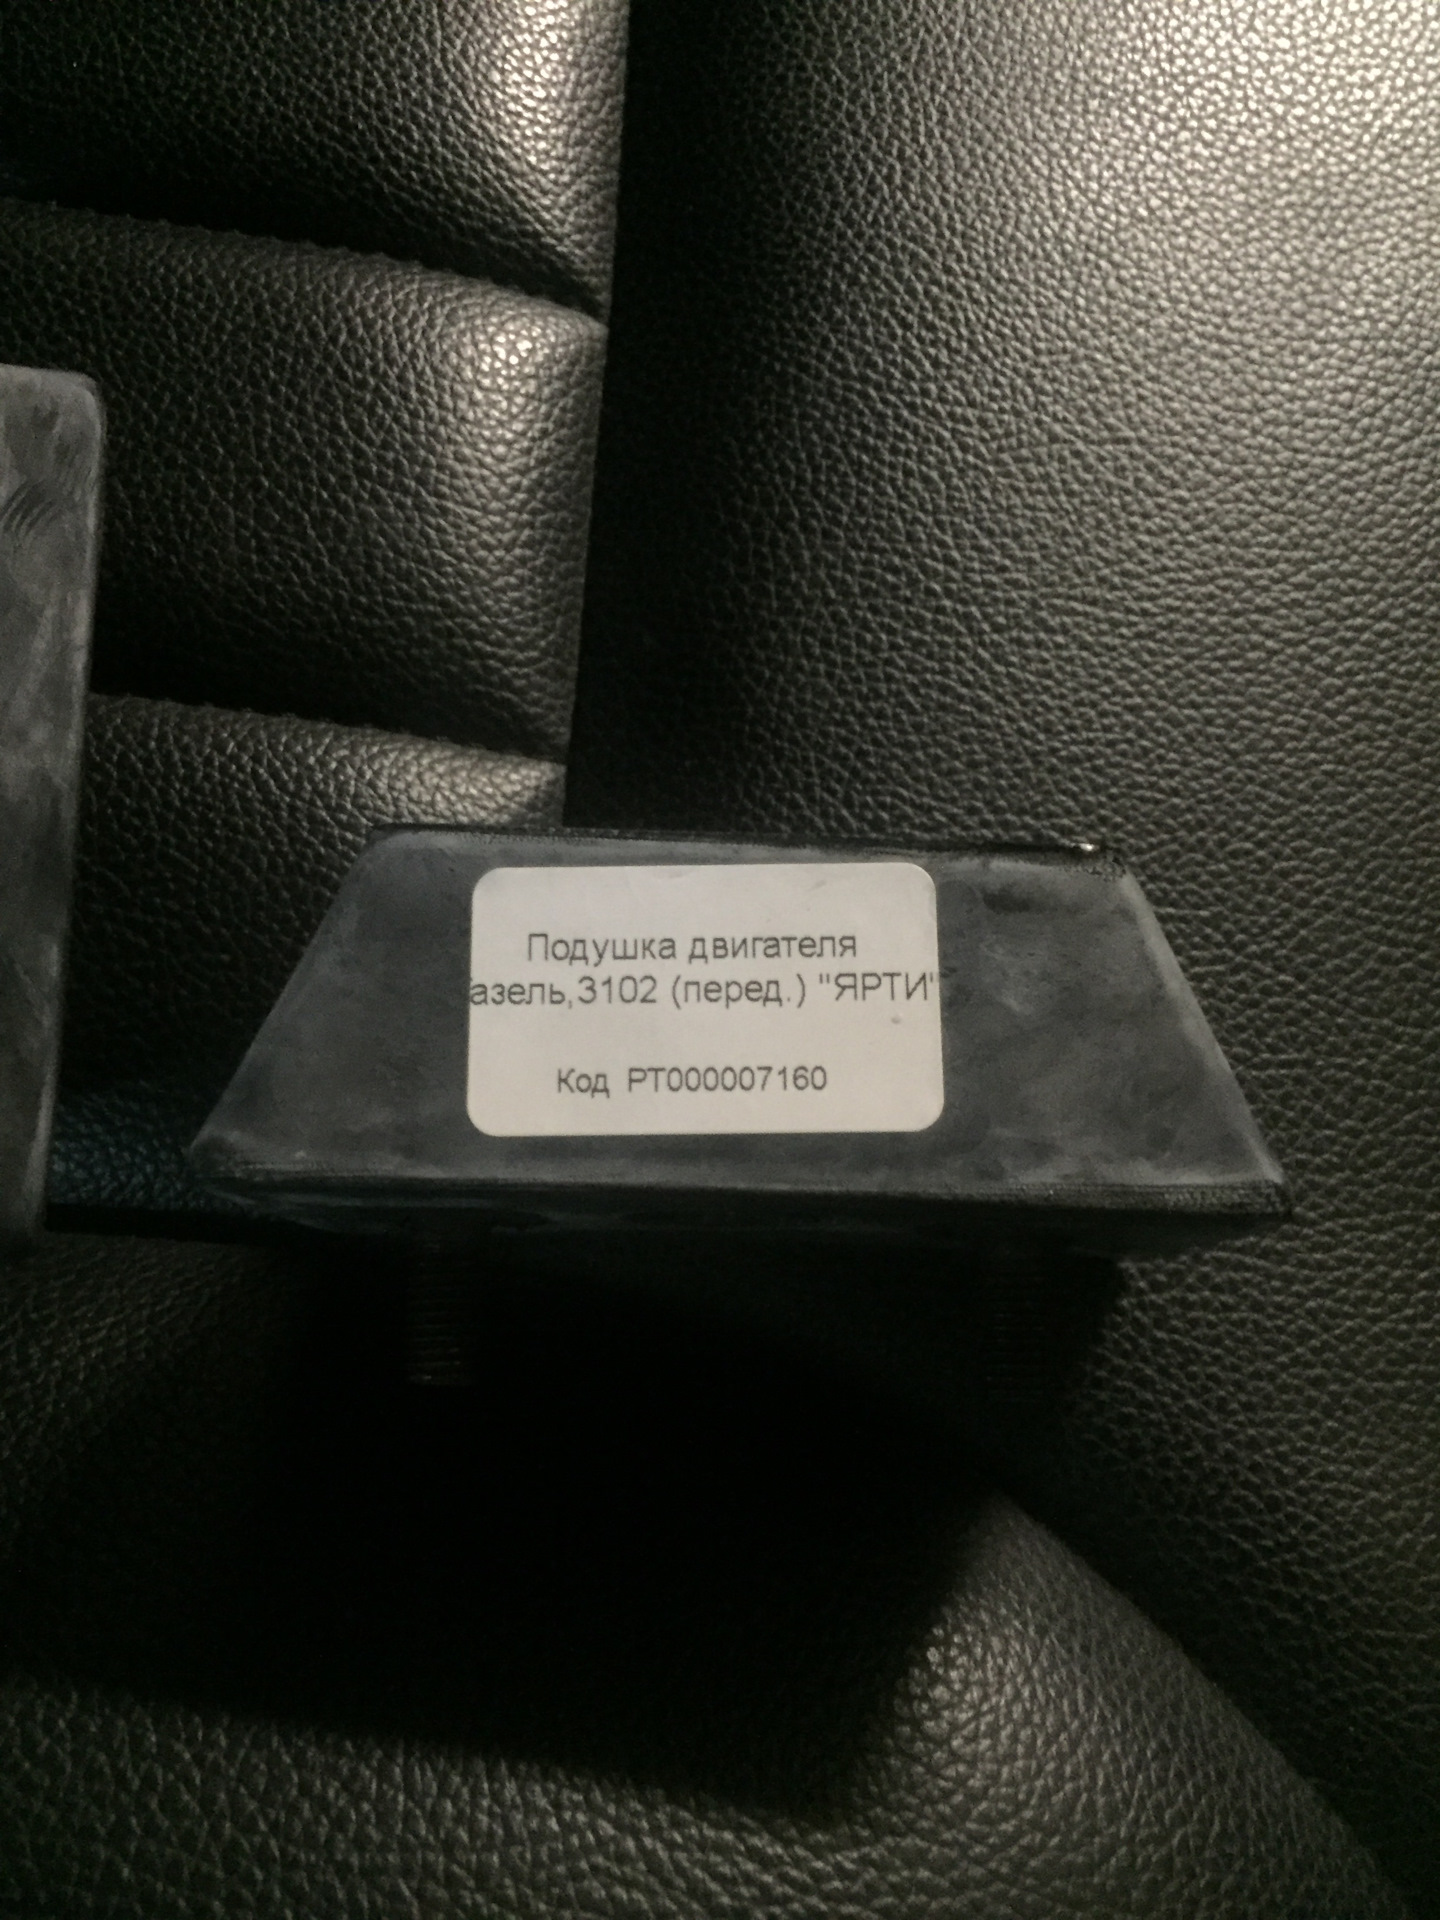 Подушка двигателя
азель,3102 (перед.) "ЯРТИ"
Код РТ000007160